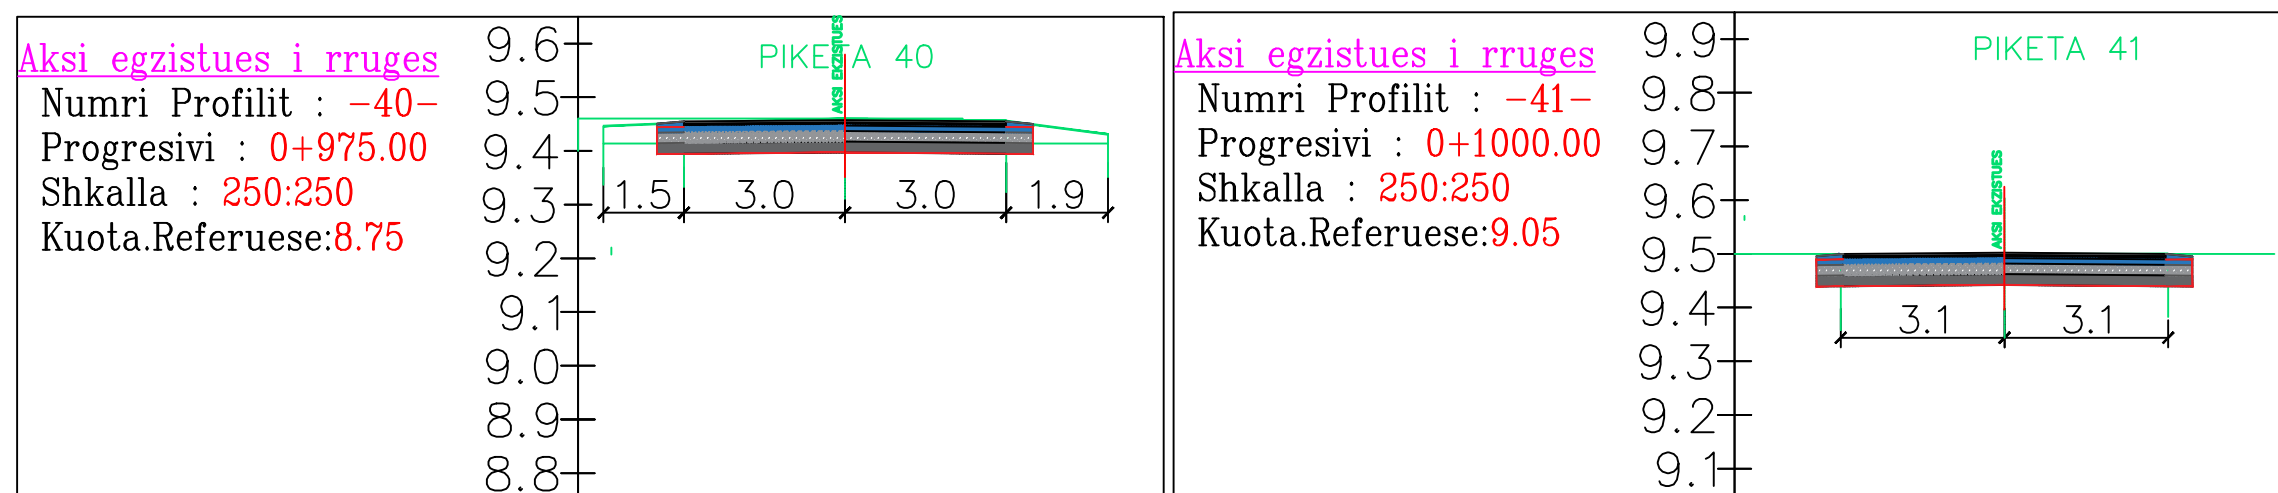 Aksi egzistues i rruges
Numri Profilit : -40-
Progresivi : 0+975.00
Shkalla : 250:250
Kuota.Referuese:8.75
9.6
9.5
9.4
9.3
9.2
9.1
9.0
8.9
8.8
PIKETA 40
AKSI EKZISTUES
1.5 3.0 3.0 1.9
Aksi egzistues i rruges
Numri Profilit : -41-
Progresivi : 0+1000.00
Shkalla : 250:250
Kuota.Referuese:9.05
9.9
9.8
9.7
9.6
9.5
9.4
9.3
9.2
9.1
PIKETA 41
AKSI EKZISTUES
3.1 3.1